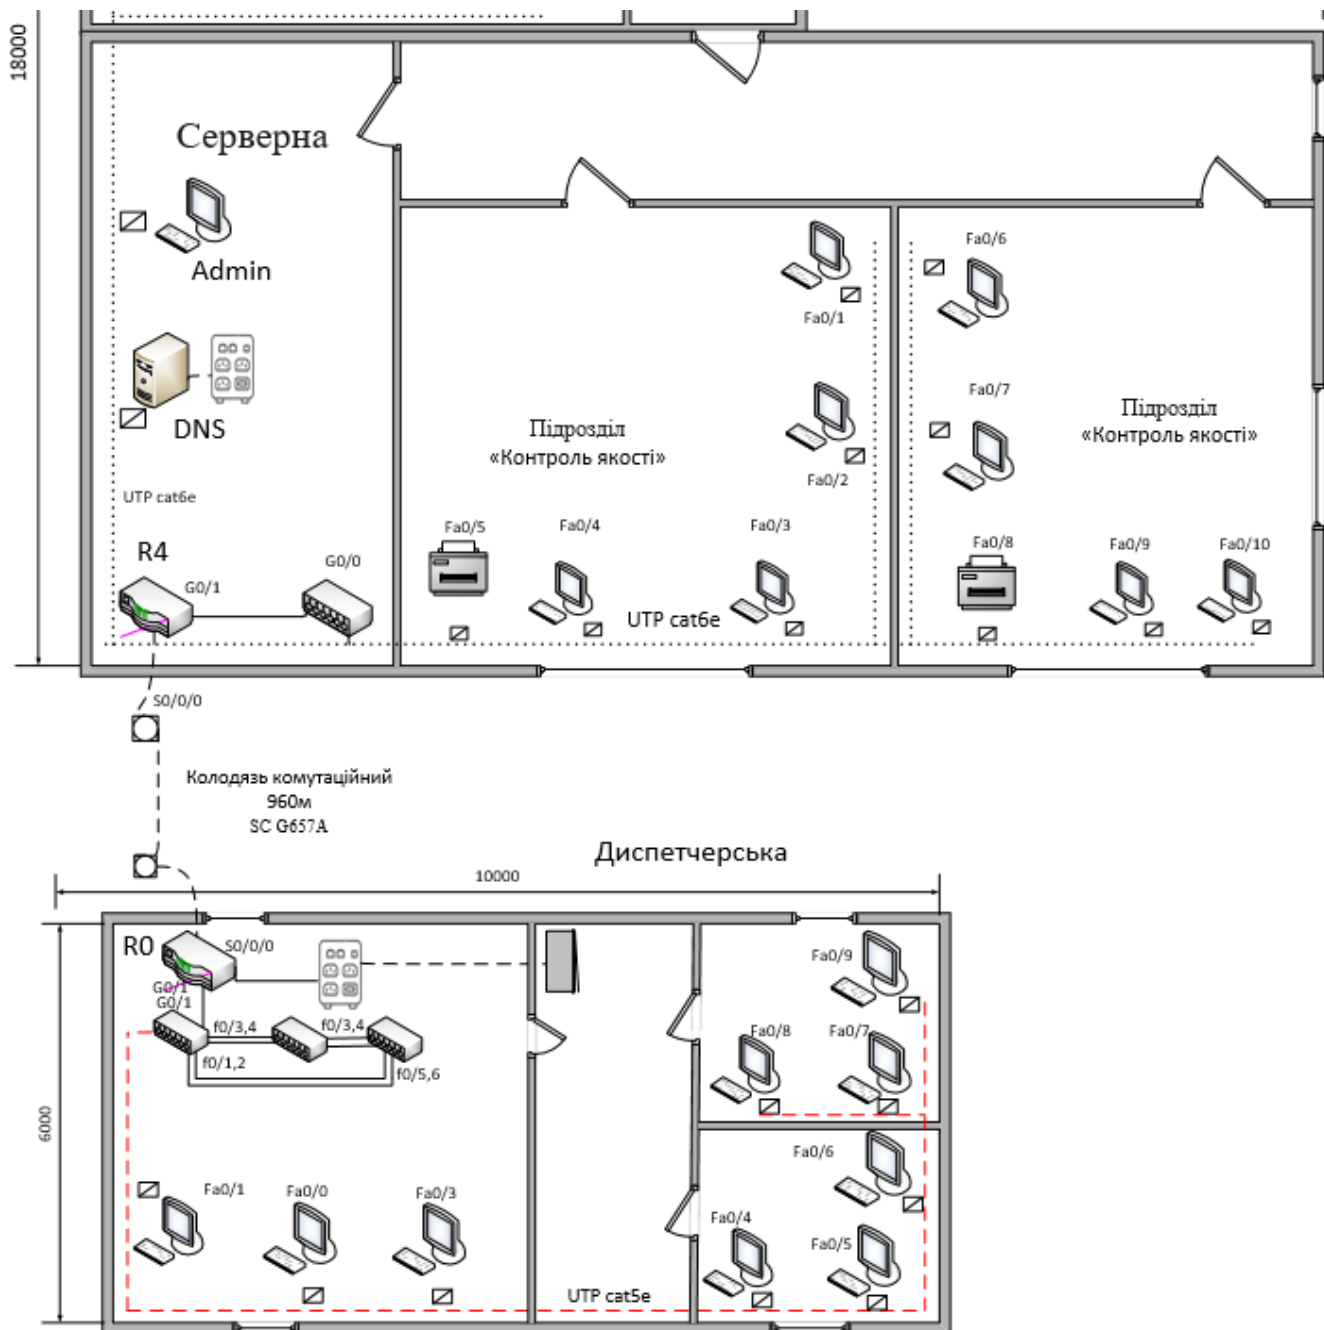 18000
Серверна
Admin
DNS
UTP cat6e
R4
G0/1
G0/0
Fa0/1
Fa0/2
Підрозділ
«Контроль якості»
Fa0/5
Fa0/4
Fa0/3
UTP cat6e
Fa0/6
Fa0/7
Підрозділ
«Контроль якості»
Fa0/8
Fa0/9
Fa0/10
S0/0/0
Колодязь комутаційний
960м
SC G657A
Диспетчерська
10000
6000
R0
S0/0/0
G0/1
G0/1
f0/3,4
f0/3,4
f0/1,2
f0/5,6
Fa0/9
Fa0/8
Fa0/7
Fa0/6
Fa0/1
Fa0/0
Fa0/3
Fa0/4
Fa0/5
UTP cat5e